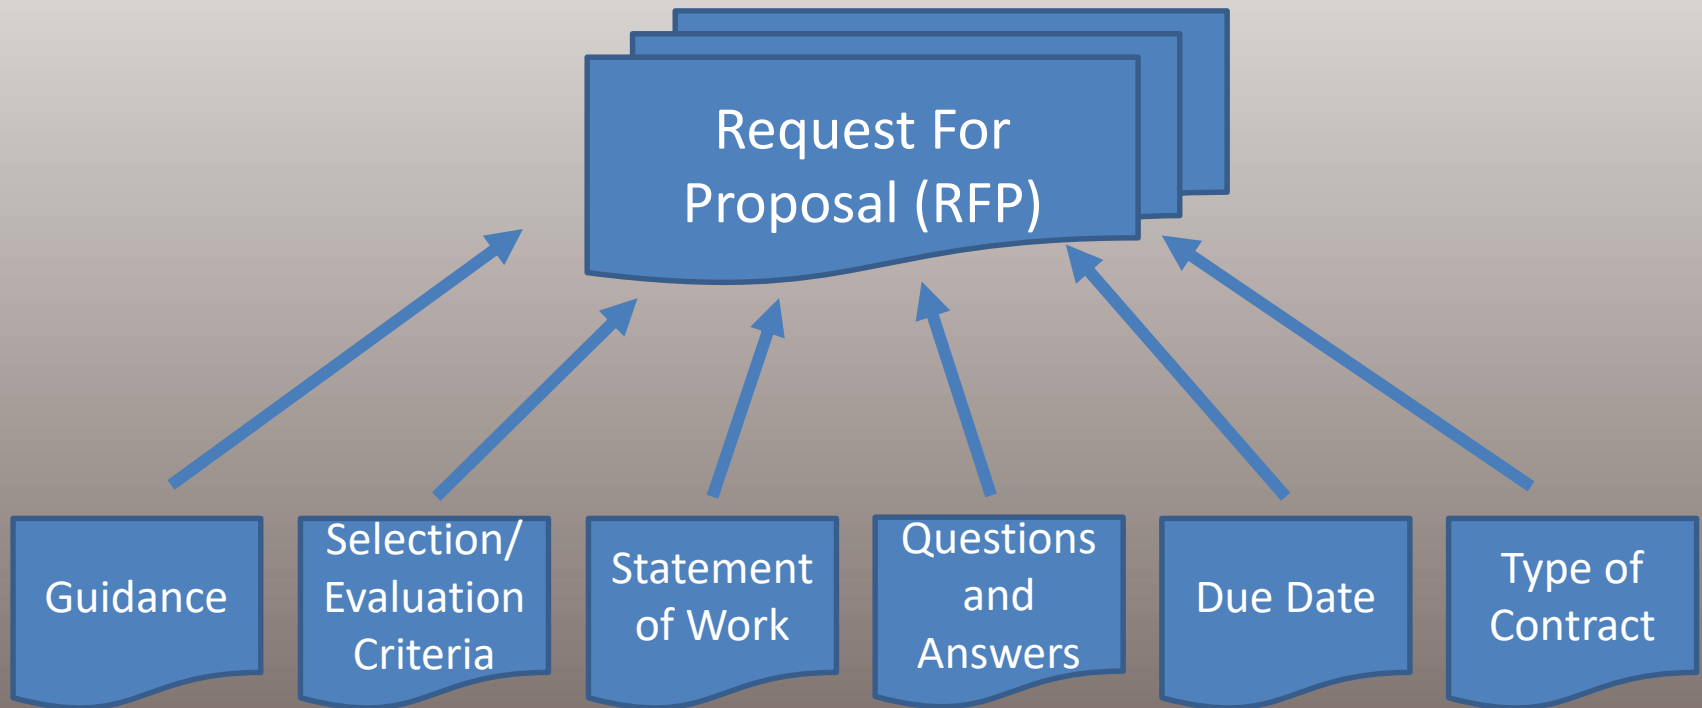 Request For
Proposal (RFP)
Guidance
Selection/
Evaluation
Criteria
Statement
of Work
Questions
and
Answers
Due Date
Type of
Contract